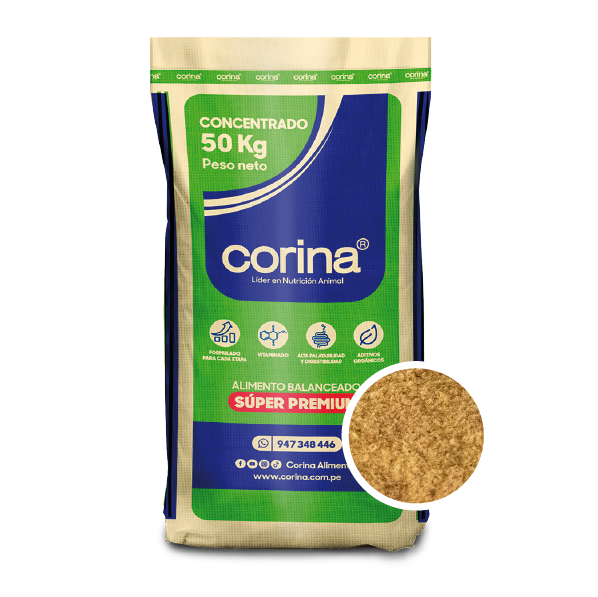 corina® corina® corina® corina® corina® corina® corina®
CONCENTRADO
50 Kg
Peso neto
corina®
Líder en Nutrición Animal
FORMULADO PARA CADA ETAPA
VITAMINADO
ALTA PALATABILIDAD Y DIGESTIBILIDAD
ADITIVOS ORGÁNICOS
ALIMENTO BALANCEADO
SÚPER PREMIUM
947 348 446
Corina Alime
www.corina.com.pe